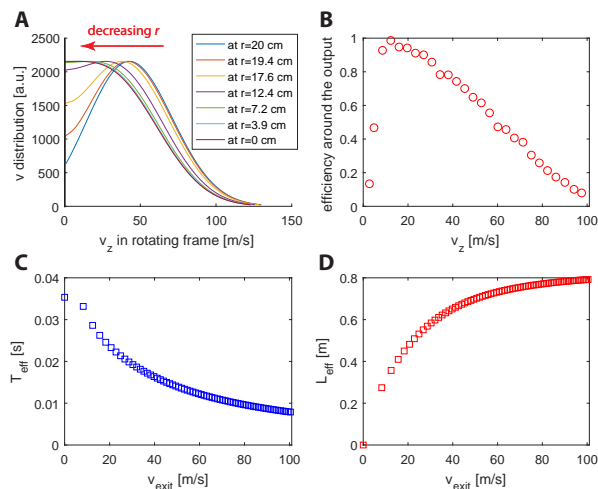 A
decreasing r
v distribution [a.u.]
2500
2000
1500
1000
500
0
0 50 100 150
v_z in rotating frame [m/s]
at r=20 cm
at r=19.4 cm
at r=17.6 cm
at r=12.4 cm
at r=7.2 cm
at r=3.9 cm
at r=0 cm
B
efficiency around the output
1
0.8
0.6
0.4
0.2
0
0 20 40 60 80 100
v_z [m/s]
C
T_eff [s]
0.04
0.03
0.02
0.01
0
0 20 40 60 80 100
v_exit [m/s]
D
L_eff [m]
0.8
0.6
0.4
0.2
0
0 20 40 60 80 100
v_exit [m/s]